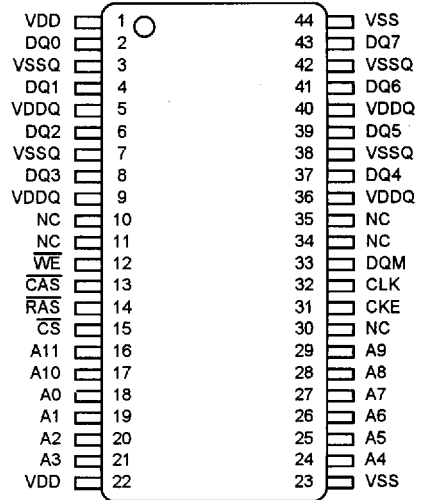 VDD 1 44 VSS
DQ0 2 43 DQ7
VSSQ 3 42 VSSQ
DQ1 4 41 DQ6
VDDQ 5 40 VDDQ
DQ2 6 39 DQ5
VSSQ 7 38 VSSQ
DQ3 8 37 DQ4
VDDQ 9 36 VDDQ
NC 10 35 NC
NC 11 34 NC
W̅E̅ 12 33 DQM
C̅A̅S̅ 13 32 CLK
R̅A̅S̅ 14 31 CKE
C̅S̅ 15 30 NC
A11 16 29 A9
A10 17 28 A8
A0 18 27 A7
A1 19 26 A6
A2 20 25 A5
A3 21 24 A4
VDD 22 23 VSS